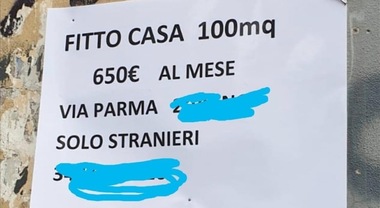 FITTO CASA 100mq
650€ AL MESE
VIA PARMA
SOLO STRANIERI